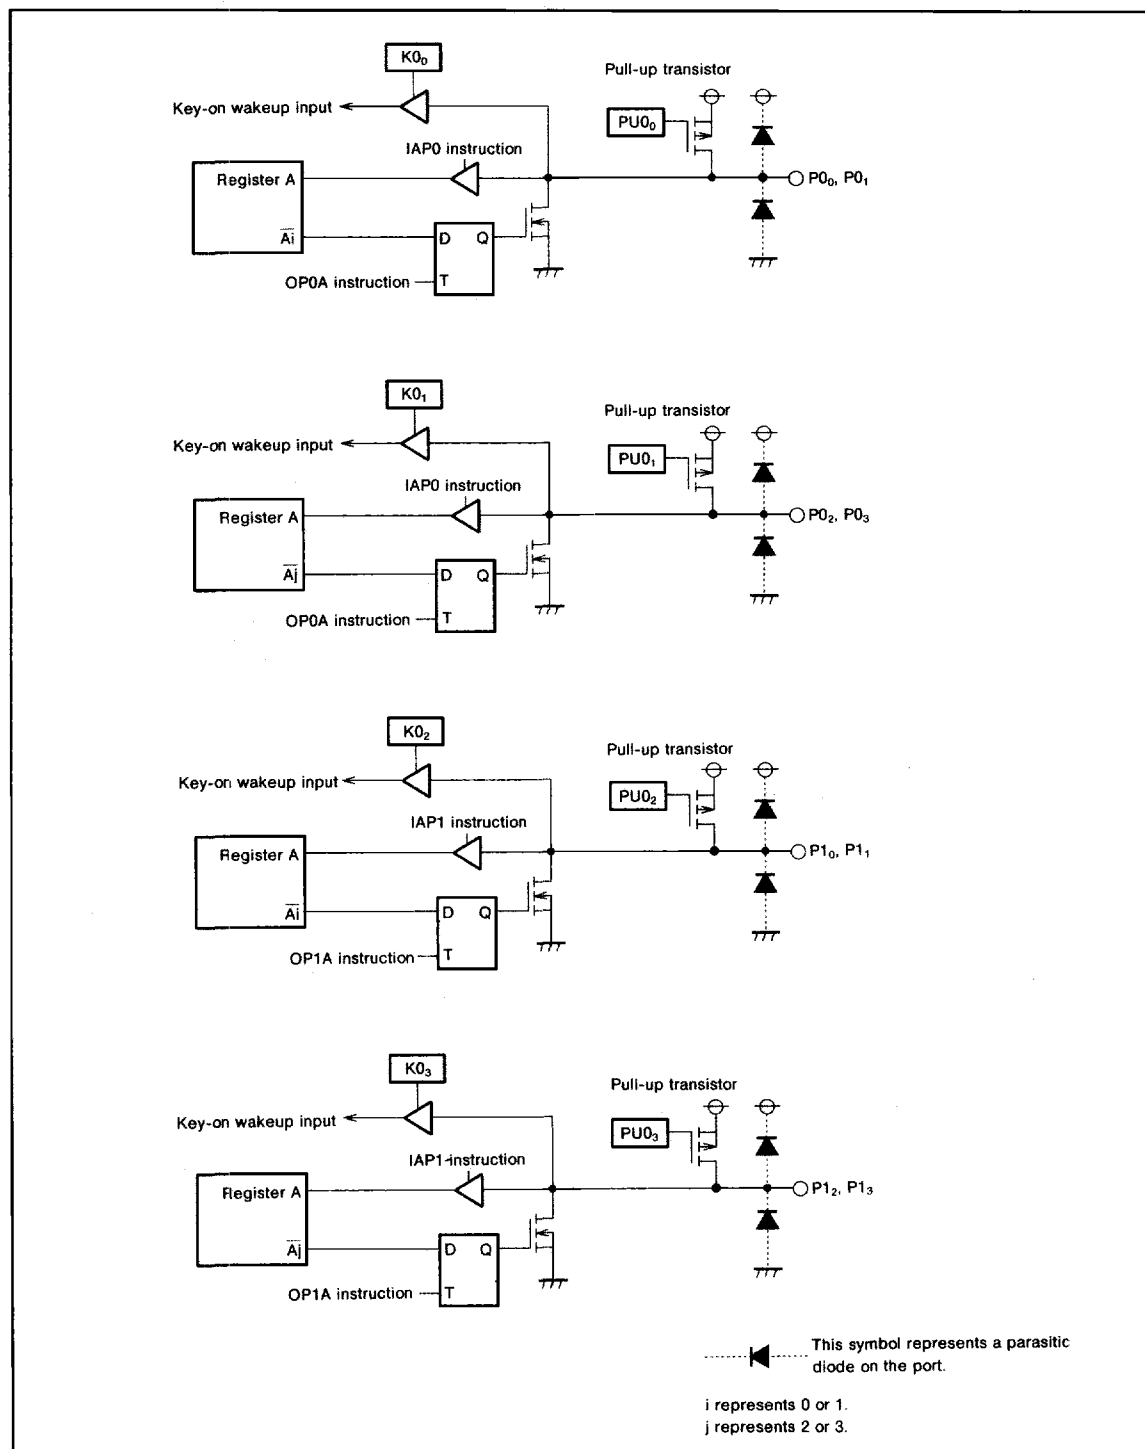 K0₀
Pull-up transistor
Key-on wakeup input
PU0₀
IAP0 instruction
Register A
P0₀, P0₁
A̅i̅
D Q
OP0A instruction
T
K0₁
Pull-up transistor
Key-on wakeup input
PU0₁
IAP0 instruction
Register A
P0₂, P0₃
A̅j̅
D Q
OP0A instruction
T
K0₂
Pull-up transistor
Key-on wakeup input
PU0₂
IAP1 instruction
Register A
P1₀, P1₁
A̅i̅
D Q
OP1A instruction
T
K0₃
Pull-up transistor
Key-on wakeup input
PU0₃
IAP1 instruction
Register A
P1₂, P1₃
A̅j̅
D Q
OP1A instruction
T
This symbol represents a parasitic
diode on the port.
i represents 0 or 1.
j represents 2 or 3.